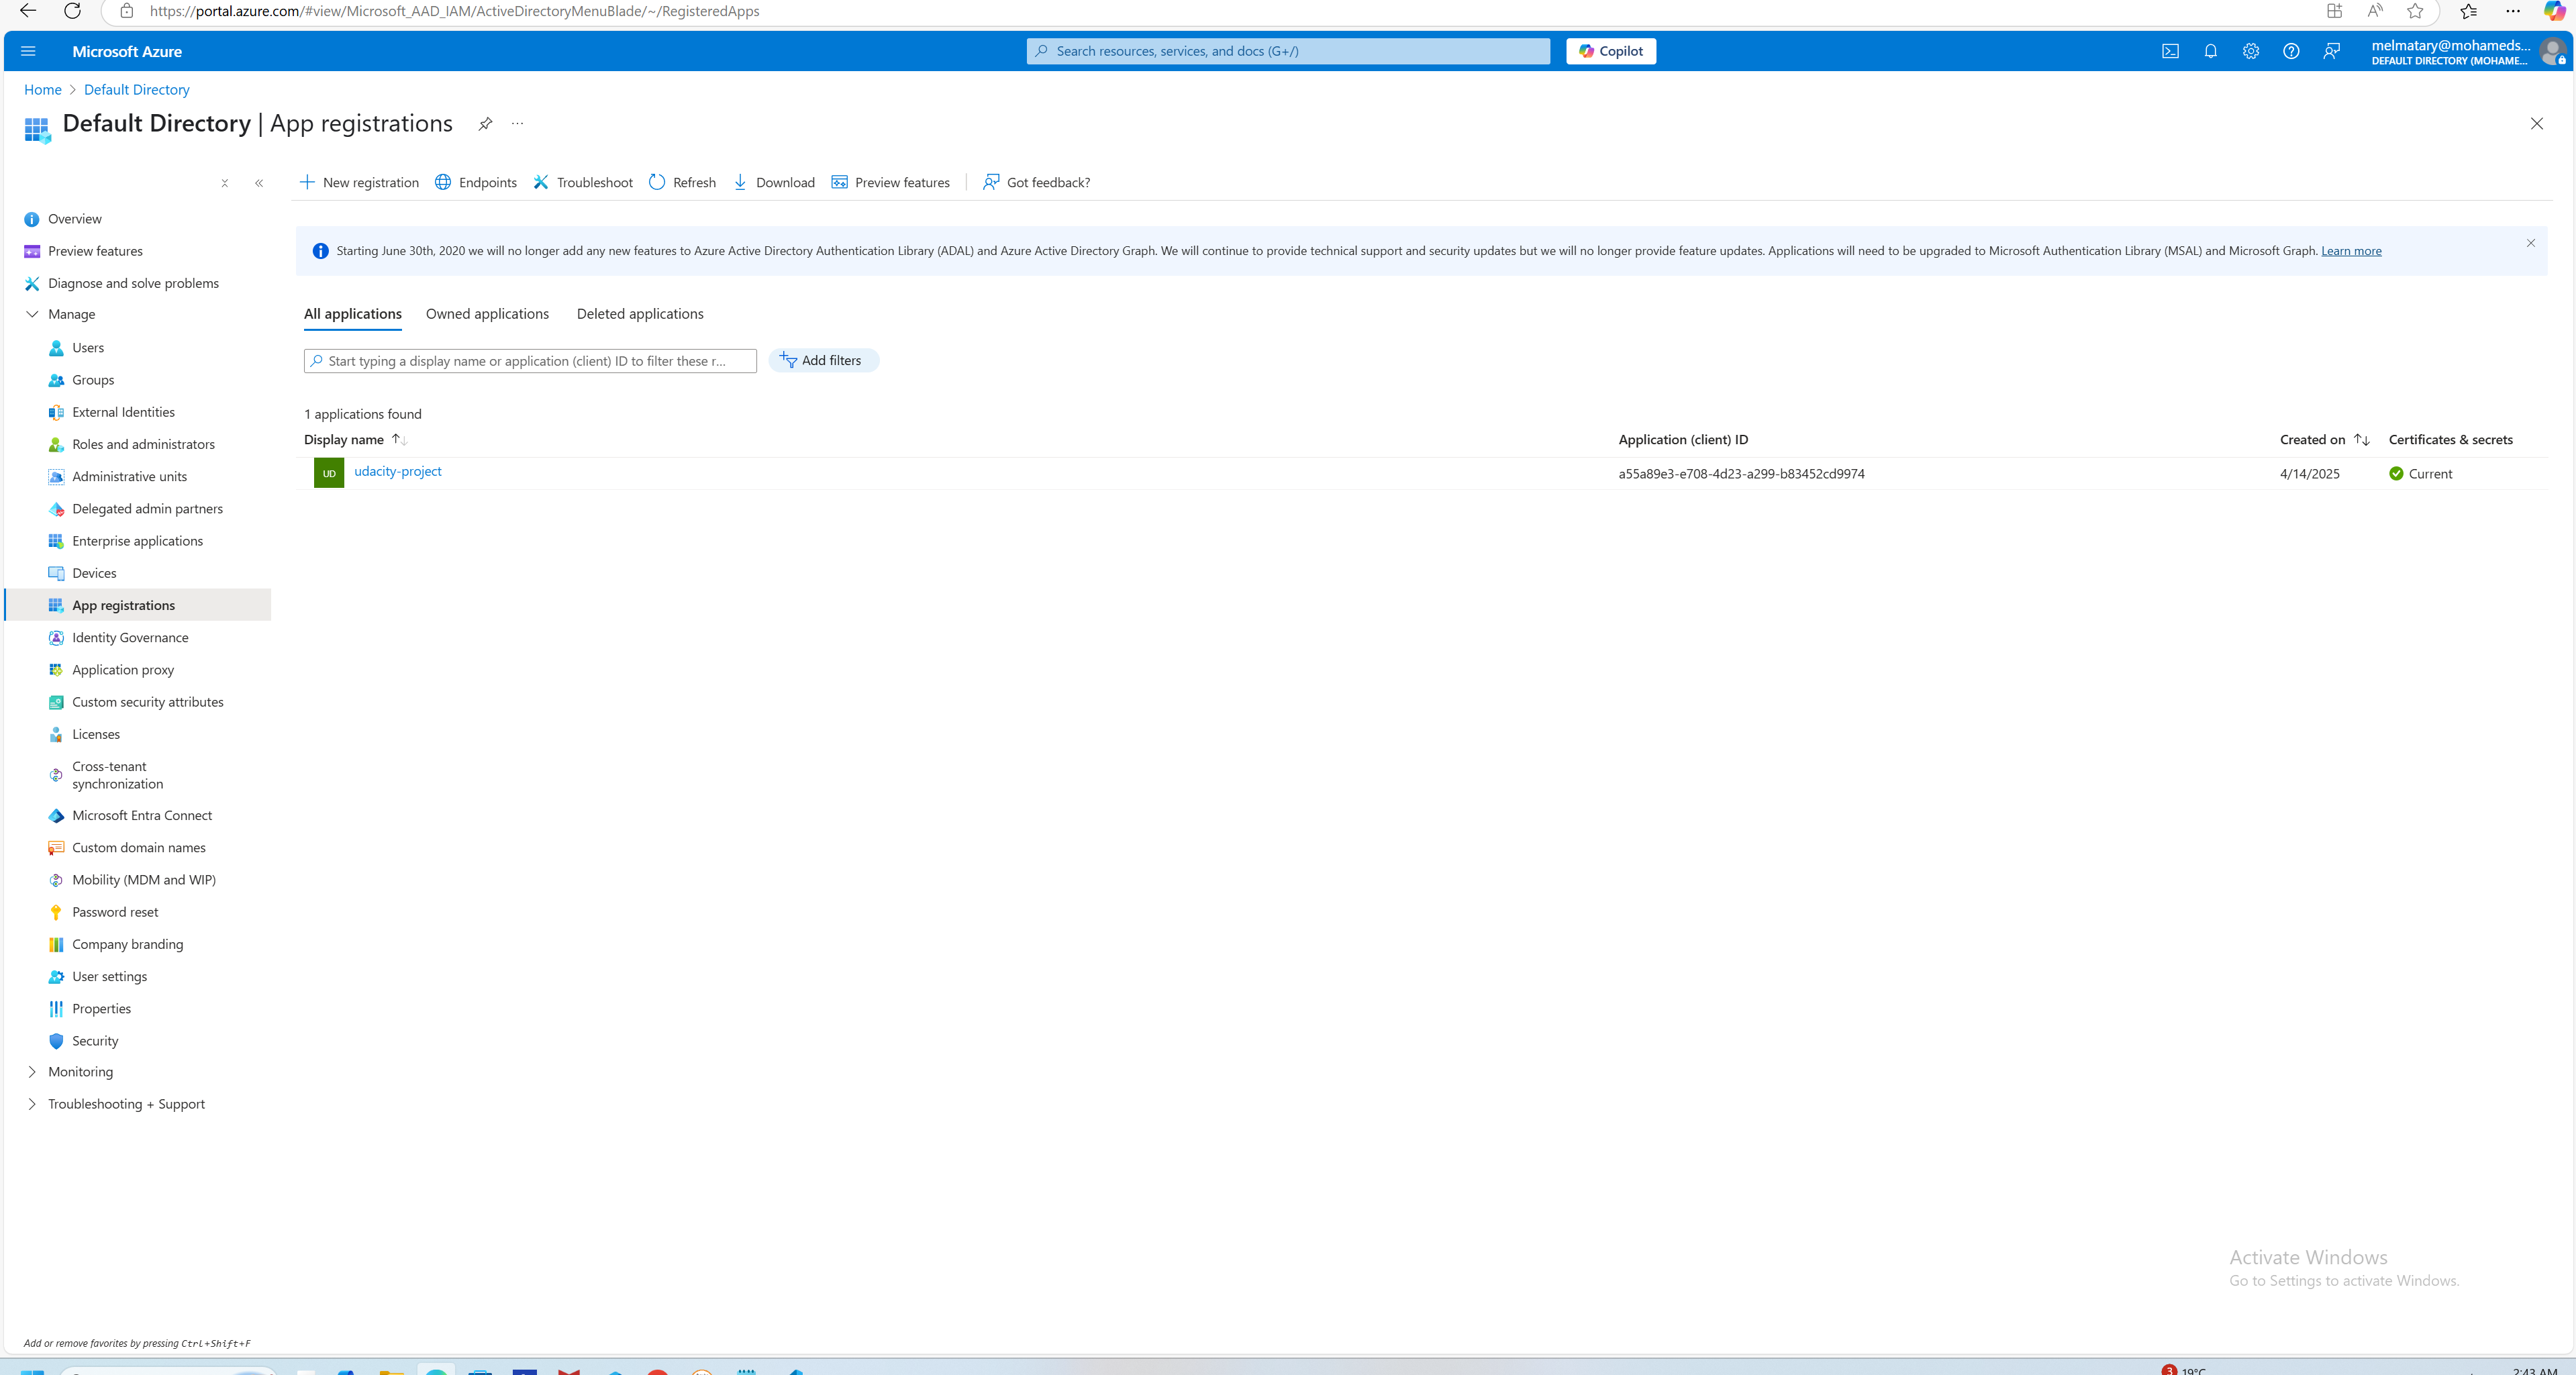 https://portal.azure.com/#view/Microsoft_AAD_IAM/ActiveDirectoryMenuBlade/~/RegisteredApps
Microsoft Azure
Search resources, services, and docs (G+/)
Copilot
melmatary@mohameds...
DEFAULT DIRECTORY (MOHAME...
Home > Default Directory
Default Directory | App registrations
New registration
Endpoints
Troubleshoot
Refresh
Download
Preview features
Got feedback?
Overview
Preview features
Diagnose and solve problems
Manage
Users
Groups
External Identities
Roles and administrators
Administrative units
Delegated admin partners
Enterprise applications
Devices
App registrations
Identity Governance
Application proxy
Custom security attributes
Licenses
Cross-tenant
synchronization
Microsoft Entra Connect
Custom domain names
Mobility (MDM and WIP)
Password reset
Company branding
User settings
Properties
Security
Monitoring
Troubleshooting + Support
Starting June 30th, 2020 we will no longer add any new features to Azure Active Directory Authentication Library (ADAL) and Azure Active Directory Graph. We will continue to provide technical support and security updates but we will no longer provide feature updates. Applications will need to be upgraded to Microsoft Authentication Library (MSAL) and Microsoft Graph. Learn more
All applications
Owned applications
Deleted applications
Start typing a display name or application (client) ID to filter these r...
Add filters
1 applications found
Display name
Application (client) ID
Created on
Certificates & secrets
UD
udacity-project
a55a89e3-e708-4d23-a299-b83452cd9974
4/14/2025
Current
Activate Windows
Go to Settings to activate Windows.
Add or remove favorites by pressing Ctrl+Shift+F
3
19°C
2:43 AM